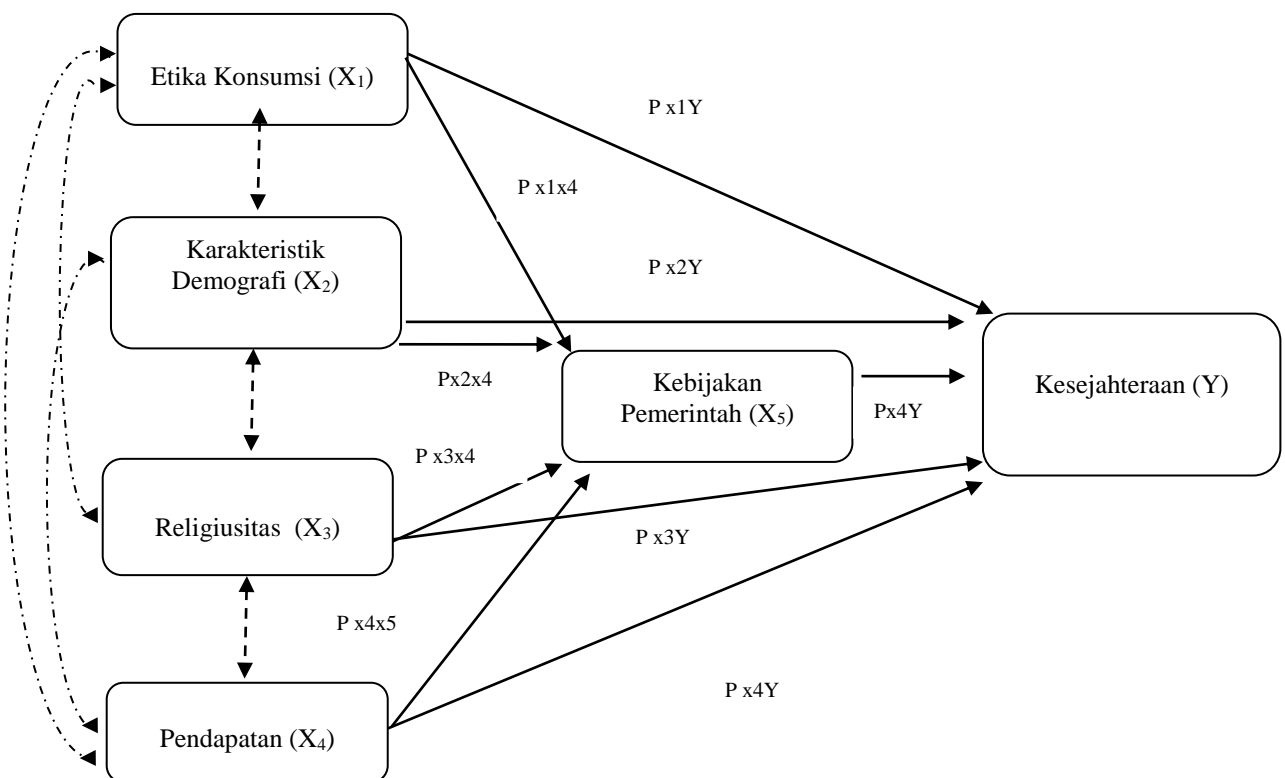 Etika Konsumsi (X₁)
P x1Y
P x1x4
Karakteristik
Demografi (X₂)
P x2Y
Px2x4
Kebijakan
Pemerintah (X₅)
Px4Y
Kesejahteraan (Y)
P x3x4
Religiusitas (X₃)
P x3Y
P x4x5
P x4Y
Pendapatan (X₄)